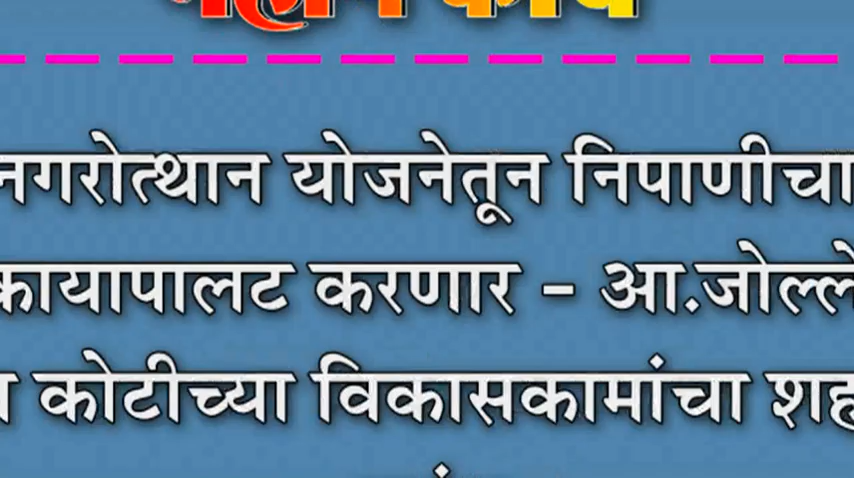 नगरोत्थान योजनेतून निपाणीचा
कायापालट करणार - आ.जोल्ले
कोटीच्या विकासकामांचा